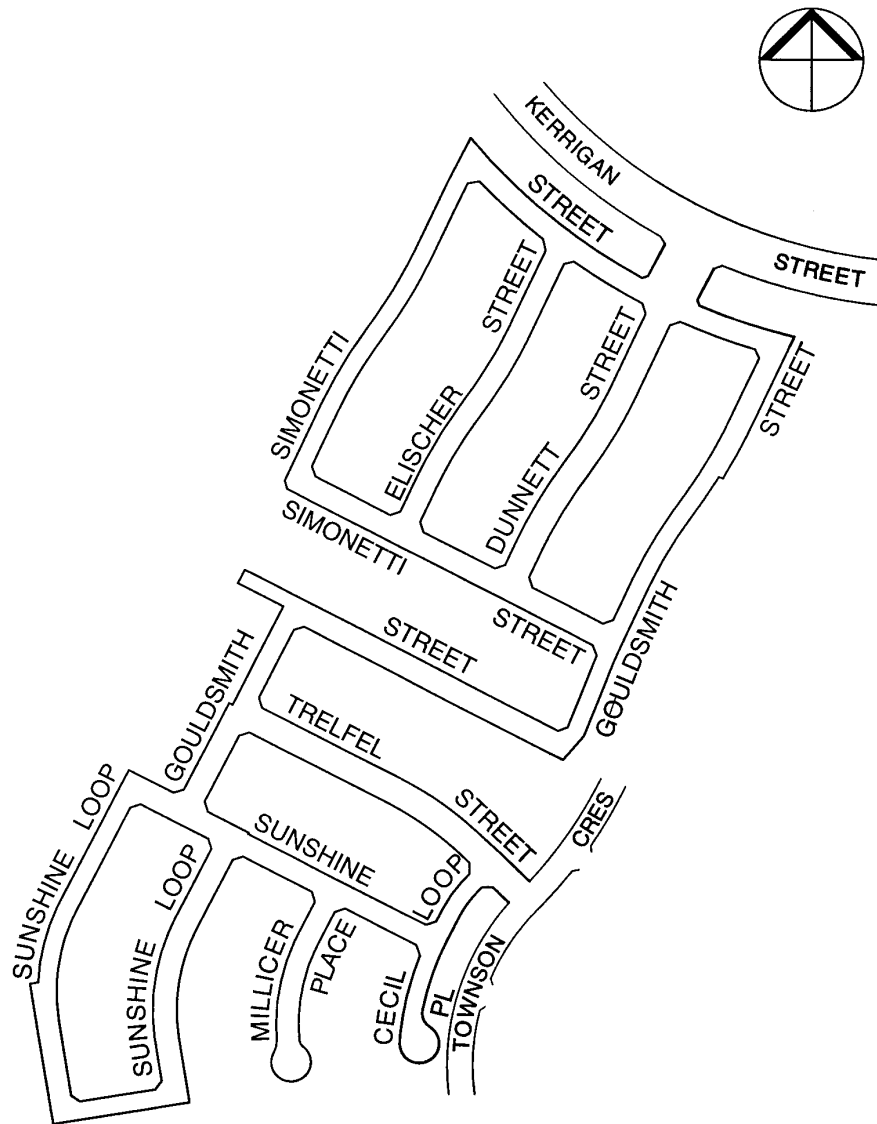 KERRIGAN
STREET
STREET
STREET
STREET
STREET
SIMONETTI
ELISCHER
DUNNETT
SIMONETTI
STREET
GOULDSMITH
STREET
GOULDSMITH
TRELFEL
STREET
CRES
SUNSHINE LOOP
SUNSHINE
LOOP
SUNSHINE LOOP
MILLICER
PLACE
CECIL
PL
TOWNSON